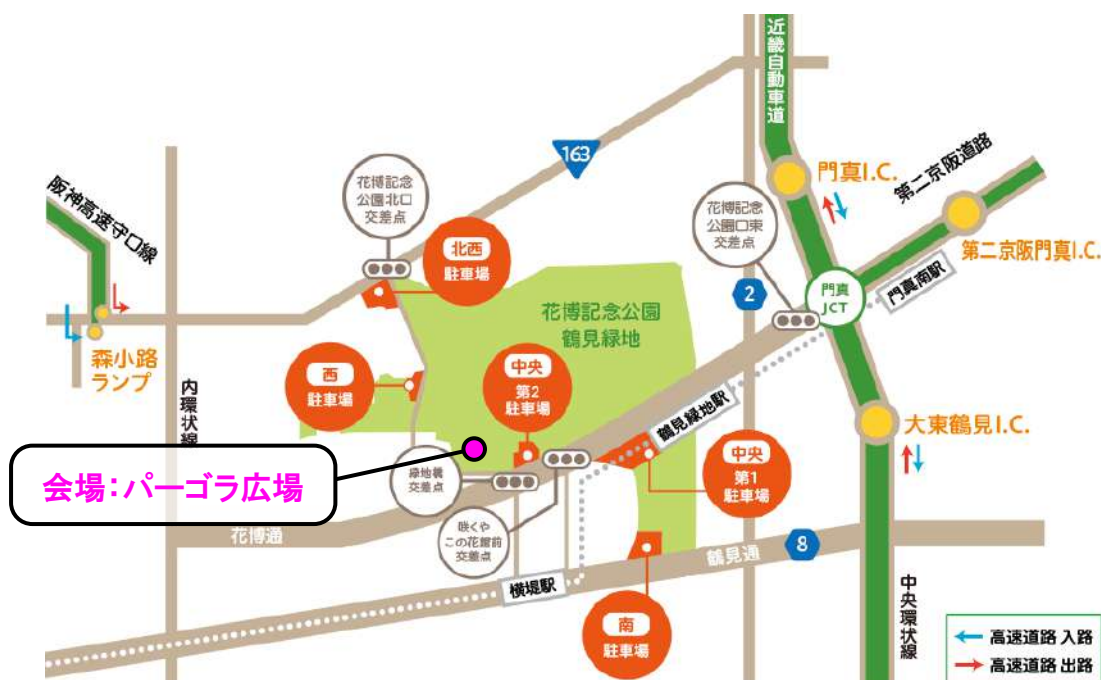 近畿自動車道
163
門真I.C.
第二京阪道路
阪神高速守口線
花博記念
公園北口
交差点
花博記念
公園口東
交差点
北西
駐車場
第二京阪門真I.C.
2
門真
JCT
門真南駅
花博記念公園
鶴見緑地
森小路
ランプ
内環状線
西
駐車場
中央
第2
駐車場
鶴見緑地駅
大東鶴見I.C.
会場：パーゴラ広場
緑地橋
交差点
中央
第1
駐車場
花博通
咲くや
この花館前
交差点
鶴見通
8
横堤駅
南
駐車場
中央環状線
高速道路 入路
高速道路 出路